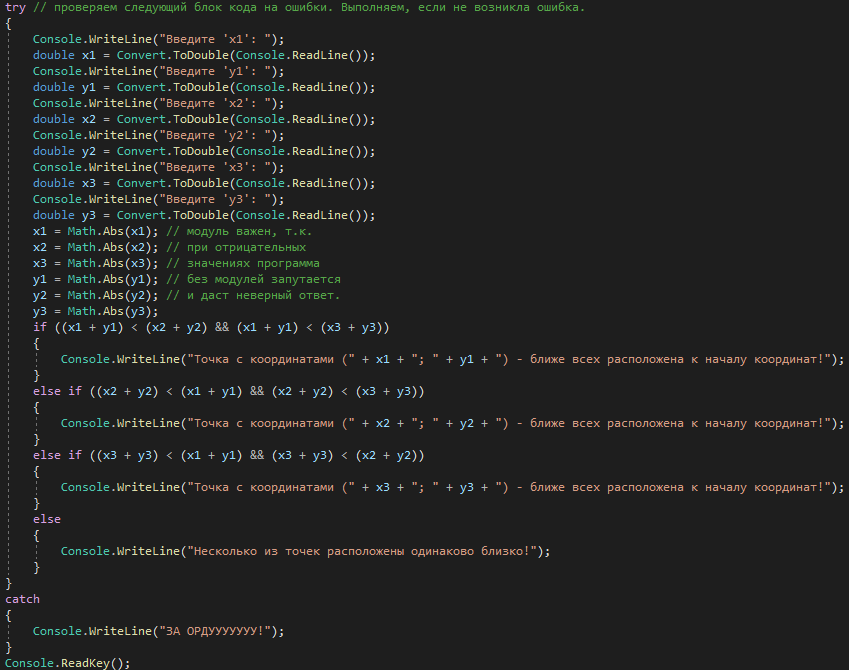 try // проверяем следующий блок кода на ошибки. Выполняем, если не возникла ошибка.
{
    Console.WriteLine("Введите 'x1': ");
    double x1 = Convert.ToDouble(Console.ReadLine());
    Console.WriteLine("Введите 'y1': ");
    double y1 = Convert.ToDouble(Console.ReadLine());
    Console.WriteLine("Введите 'x2': ");
    double x2 = Convert.ToDouble(Console.ReadLine());
    Console.WriteLine("Введите 'y2': ");
    double y2 = Convert.ToDouble(Console.ReadLine());
    Console.WriteLine("Введите 'x3': ");
    double x3 = Convert.ToDouble(Console.ReadLine());
    Console.WriteLine("Введите 'y3': ");
    double y3 = Convert.ToDouble(Console.ReadLine());
    x1 = Math.Abs(x1); // модуль важен, т.к.
    x2 = Math.Abs(x2); // при отрицательных
    x3 = Math.Abs(x3); // значениях программа
    y1 = Math.Abs(y1); // без модулей запутается
    y2 = Math.Abs(y2); // и даст неверный ответ.
    y3 = Math.Abs(y3);
    if ((x1 + y1) < (x2 + y2) && (x1 + y1) < (x3 + y3))
    {
        Console.WriteLine("Точка с координатами (" + x1 + "; " + y1 + ") - ближе всех расположена к началу координат!");
    }
    else if ((x2 + y2) < (x1 + y1) && (x2 + y2) < (x3 + y3))
    {
        Console.WriteLine("Точка с координатами (" + x2 + "; " + y2 + ") - ближе всех расположена к началу координат!");
    }
    else if ((x3 + y3) < (x1 + y1) && (x3 + y3) < (x2 + y2))
    {
        Console.WriteLine("Точка с координатами (" + x3 + "; " + y3 + ") - ближе всех расположена к началу координат!");
    }
    else
    {
        Console.WriteLine("Несколько из точек расположены одинаково близко!");
    }
}
catch
{
    Console.WriteLine("ЗА ОРДУУУУУУУ!");
}
Console.ReadKey();